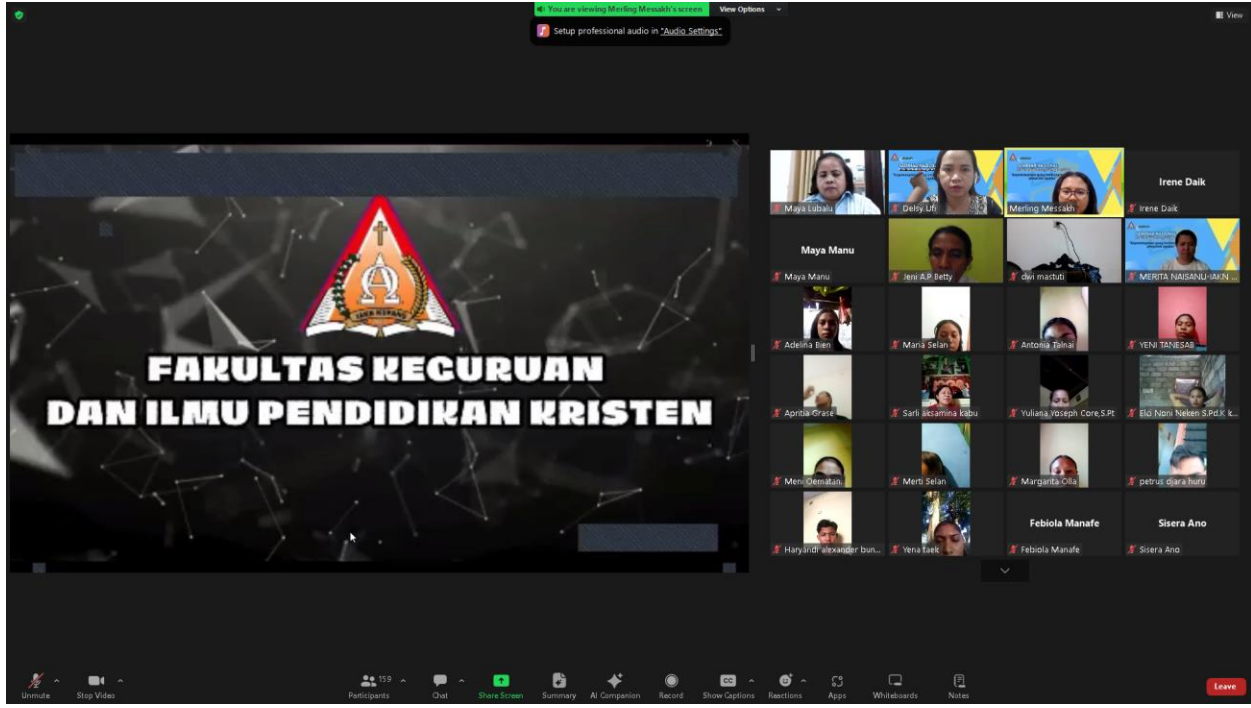 You are viewing Merling Messakh's screen
View Options
View
Setup professional audio in "Audio Settings"
IAKN KUPANG
FAKULTAS KEGURUAN
DAN ILMU PENDIDIKAN KRISTEN
Maya Lubalu
Delsy Ufi
Merling Messakh
Irene Daik
Irene Daik
Maya Manu
Maya Manu
Jeni A.P Betty
dwi mastuti
MERITA NAISANU-IAKN ...
Adelina Bien
Maria Selan
Antonia Talnai
YENI TANESAB
Apritia Grase
Sarli aksamina kabu
Yuliana Yoseph Core,S.Pt
Elci Noni Neken S.Pd.K k...
Meni Oematan.
Merti Selan
Margarita Olla
petrus djara huru
Haryandi alexander bun...
Yena taek
Febiola Manafe
Febiola Manafe
Sisera Ano
Sisera Ano
Unmute
Stop Video
159
Participants
Chat
Share Screen
Summary
AI Companion
Record
CC
Show Captions
Reactions
Apps
Whiteboards
Notes
Leave